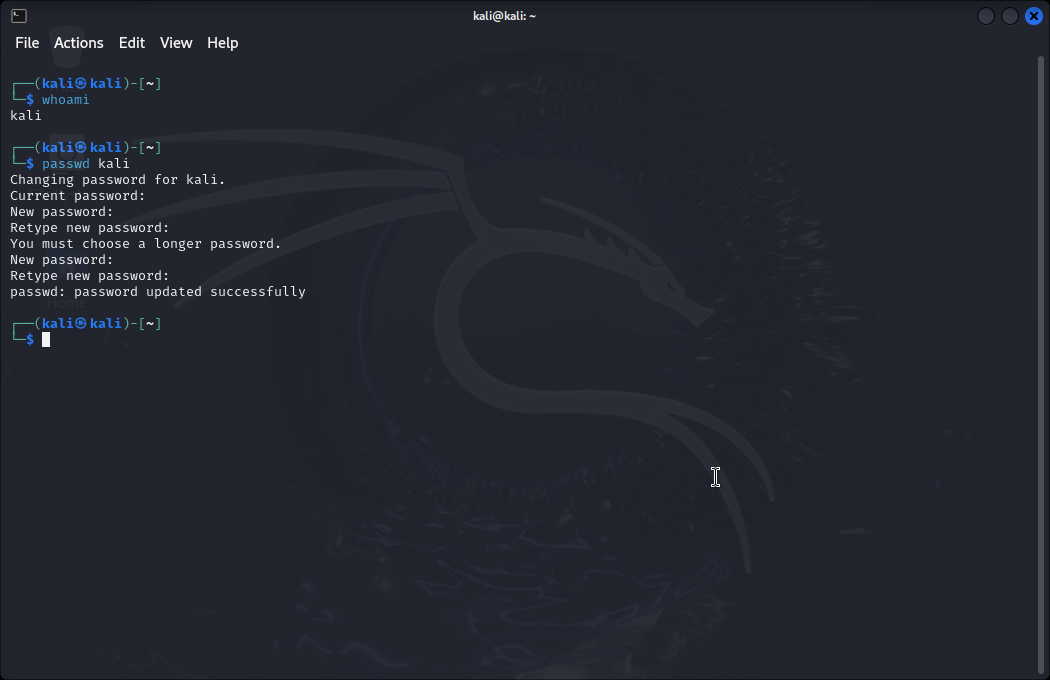 kali@kali: ~
File Actions Edit View Help
┌──(kali㉿kali)-[~]
└─$ whoami
kali
┌──(kali㉿kali)-[~]
└─$ passwd kali
Changing password for kali.
Current password:
New password:
Retype new password:
You must choose a longer password.
New password:
Retype new password:
passwd: password updated successfully
Home
┌──(kali㉿kali)-[~]
└─$